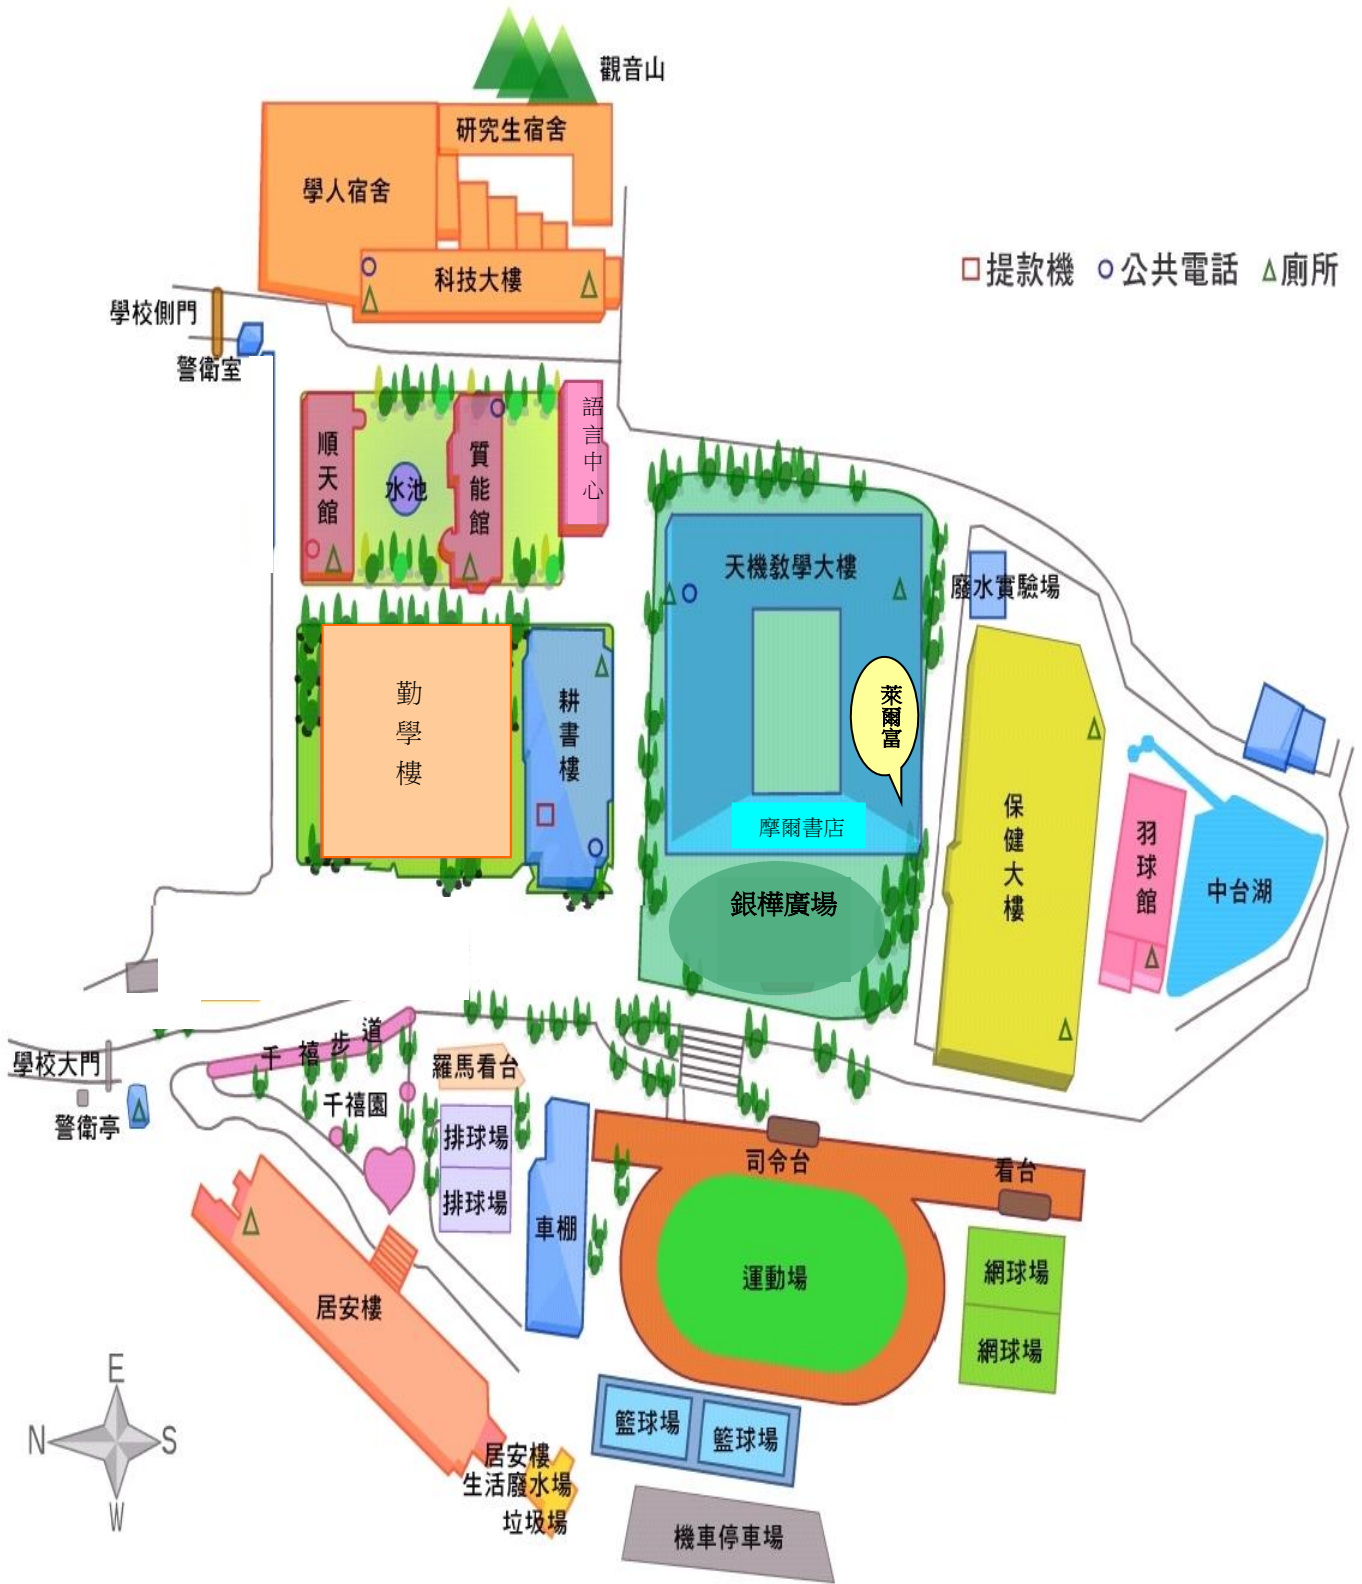 觀音山
研究生宿舍
學人宿舍
科技大樓
提款機
公共電話
廁所
學校側門
警衛室
順天館
水池
質能館
語言中心
天機教學大樓
廢水實驗場
勤學樓
耕書樓
萊爾富
摩爾書店
保健大樓
羽球館
中台湖
銀樺廣場
千禧步道
學校大門
羅馬看台
千禧園
警衛亭
排球場
排球場
司令台
看台
車棚
運動場
網球場
網球場
居安樓
籃球場
籃球場
居安樓
生活廢水場
垃圾場
機車停車場
E
N
S
W